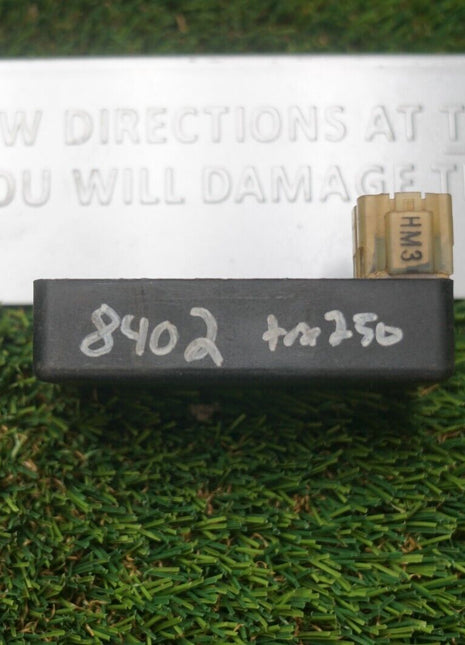 W DIRECTIONS AT T
OU WILL DAMAGE T
HM3
8402 trx250